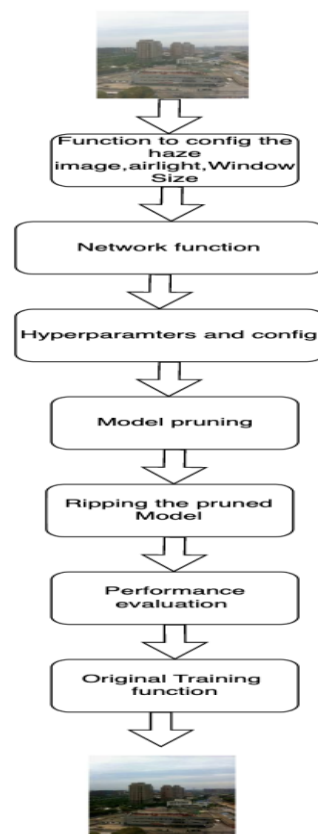 Function to config the
haze
image,airlight,Window
Size
Network function
Hyperparamters and config
Model pruning
Ripping the pruned
Model
Performance
evaluation
Original Training
function